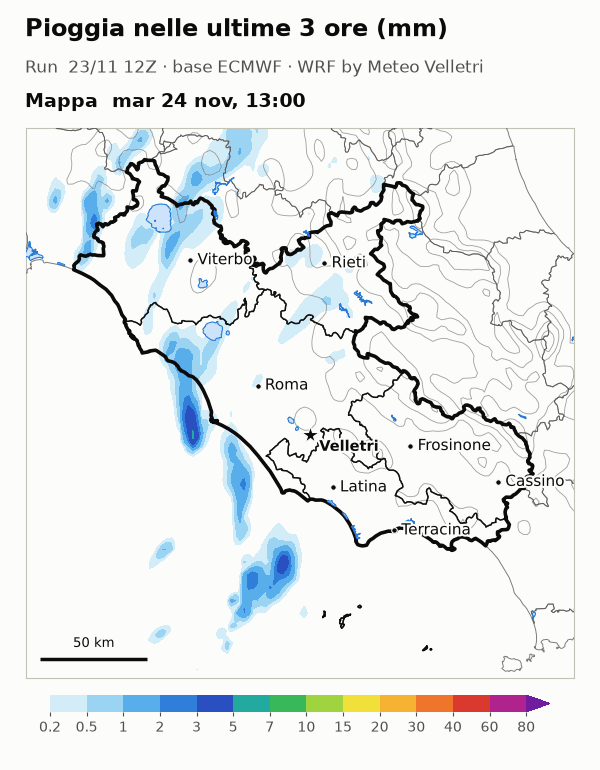 Pioggia nelle ultime 3 ore (mm)
Run  23/11 12Z · base ECMWF · WRF by Meteo Velletri
Mappa  mar 24 nov, 13:00
Viterbo
Rieti
Roma
Velletri
Frosinone
Latina
Cassino
Terracina
50 km
0.2 0.5 1 2 3 5 7 10 15 20 30 40 60 80